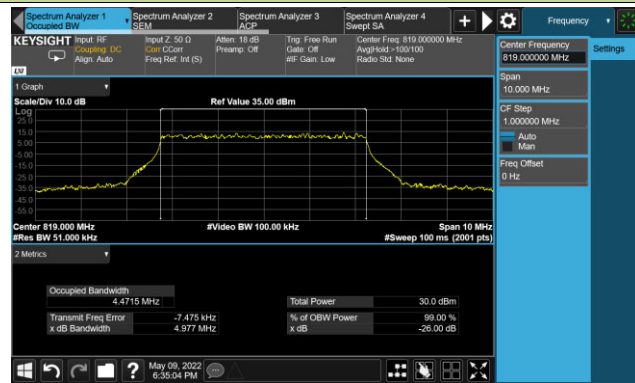 Spectrum Analyzer 1
Occupied BW
Spectrum Analyzer 2
SEM
Spectrum Analyzer 3
ACP
Spectrum Analyzer 4
Swept SA
+
Frequency
KEYSIGHT
Input: RF
Coupling: DC
Align: Auto
Input Z: 50 Ω
Corr CCorr
Freq Ref: Int (S)
Atten: 18 dB
Preamp: Off
Trig: Free Run
Gate: Off
#IF Gain: Low
Center Freq: 819.000000 MHz
Avg|Hold:>100/100
Radio Std: None
LXI
Center Frequency
819.000000 MHz
Settings
Span
10.000 MHz
CF Step
1.000000 MHz
Auto
Man
Freq Offset
0 Hz
1 Graph
Scale/Div 10.0 dB
Ref Value 35.00 dBm
Log
25.0
15.0
5.00
-5.00
-15.0
-25.0
-35.0
-45.0
-55.0
Center 819.000 MHz
#Video BW 100.00 kHz
Span 10 MHz
#Res BW 51.000 kHz
#Sweep 100 ms (2001 pts)
2 Metrics
Occupied Bandwidth
4.4715 MHz
Total Power
30.0 dBm
Transmit Freq Error
-7.475 kHz
% of OBW Power
99.00 %
x dB Bandwidth
4.977 MHz
x dB
-26.00 dB
?
May 09, 2022
6:35:04 PM